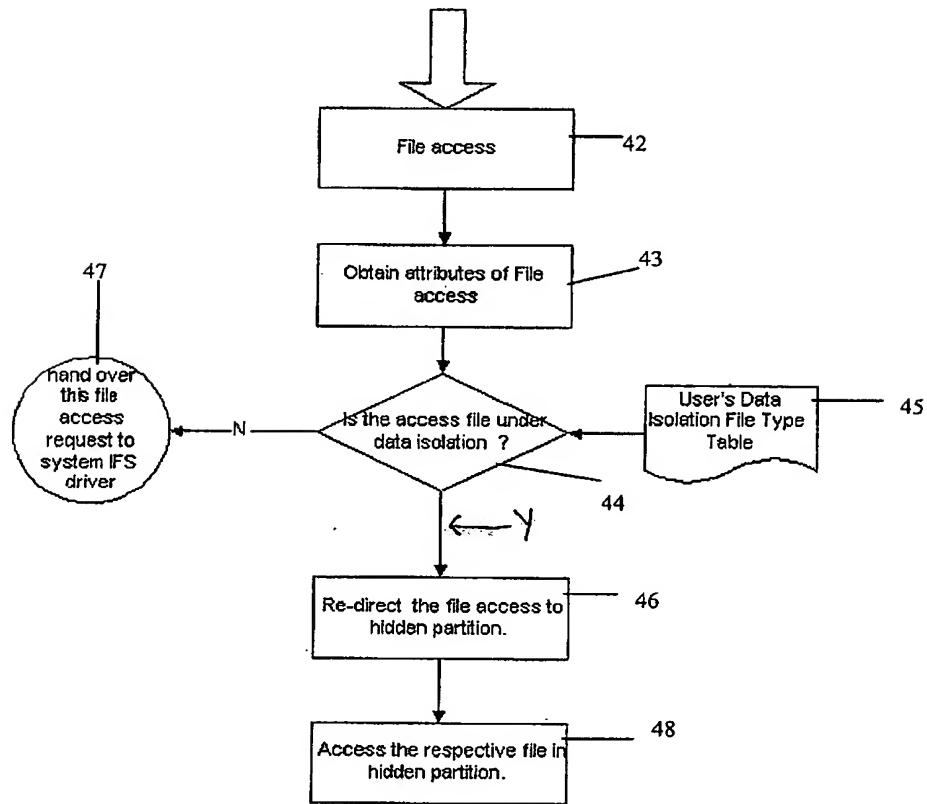 File access
42
Obtain attributes of File
access
43
47
hand over
this file
access
request to
system IFS
driver
N
Is the access file under
data isolation ?
User's Data
Isolation File Type
Table
45
44
Y
Re-direct the file access to
hidden partition.
46
Access the respective file in
hidden partition.
48